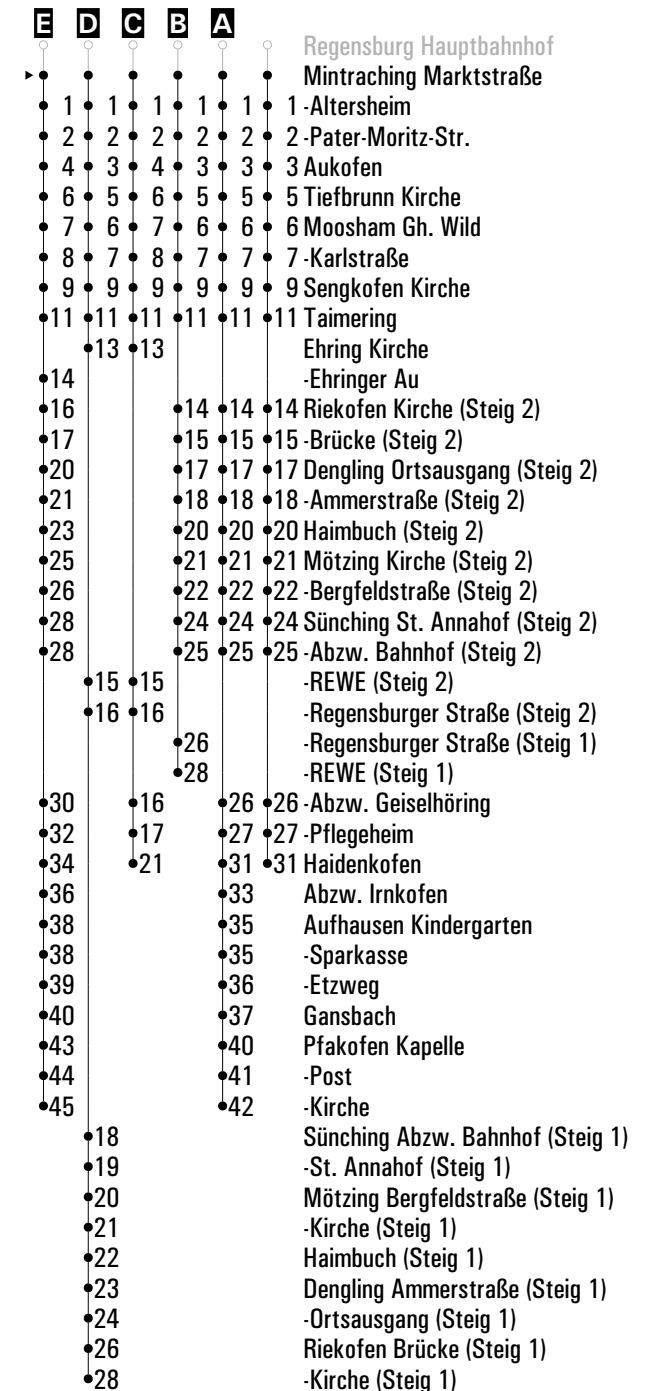 E D C B A
Regensburg Hauptbahnhof
Mintraching Marktstraße
1 1 1 1 1 1 -Altersheim
2 2 2 2 2 2 -Pater-Moritz-Str.
4 3 4 3 3 3 Aukofen
6 5 6 5 5 5 Tiefbrunn Kirche
7 6 7 6 6 6 Moosham Gh. Wild
8 7 8 7 7 7 -Karlstraße
9 9 9 9 9 9 Sengkofen Kirche
11 11 11 11 11 11 Taimering
13 13 Ehring Kirche
14 -Ehringer Au
16 14 14 14 Riekofen Kirche (Steig 2)
17 15 15 15 -Brücke (Steig 2)
20 17 17 17 Dengling Ortsausgang (Steig 2)
21 18 18 18 -Ammerstraße (Steig 2)
23 20 20 20 Haimbuch (Steig 2)
25 21 21 21 Mötzing Kirche (Steig 2)
26 22 22 22 -Bergfeldstraße (Steig 2)
28 24 24 24 Sünching St. Annahof (Steig 2)
28 25 25 25 -Abzw. Bahnhof (Steig 2)
15 15 -REWE (Steig 2)
16 16 -Regensburger Straße (Steig 2)
26 -Regensburger Straße (Steig 1)
28 -REWE (Steig 1)
30 16 26 26 -Abzw. Geiselhöring
32 17 27 27 -Pflegeheim
34 21 31 31 Haidenkofen
36 33 Abzw. Irnkofen
38 35 Aufhausen Kindergarten
38 35 -Sparkasse
39 36 -Etzweg
40 37 Gansbach
43 40 Pfakofen Kapelle
44 41 -Post
45 42 -Kirche
18 Sünching Abzw. Bahnhof (Steig 1)
19 -St. Annahof (Steig 1)
20 Mötzing Bergfeldstraße (Steig 1)
21 -Kirche (Steig 1)
22 Haimbuch (Steig 1)
23 Dengling Ammerstraße (Steig 1)
24 -Ortsausgang (Steig 1)
26 Riekofen Brücke (Steig 1)
28 -Kirche (Steig 1)